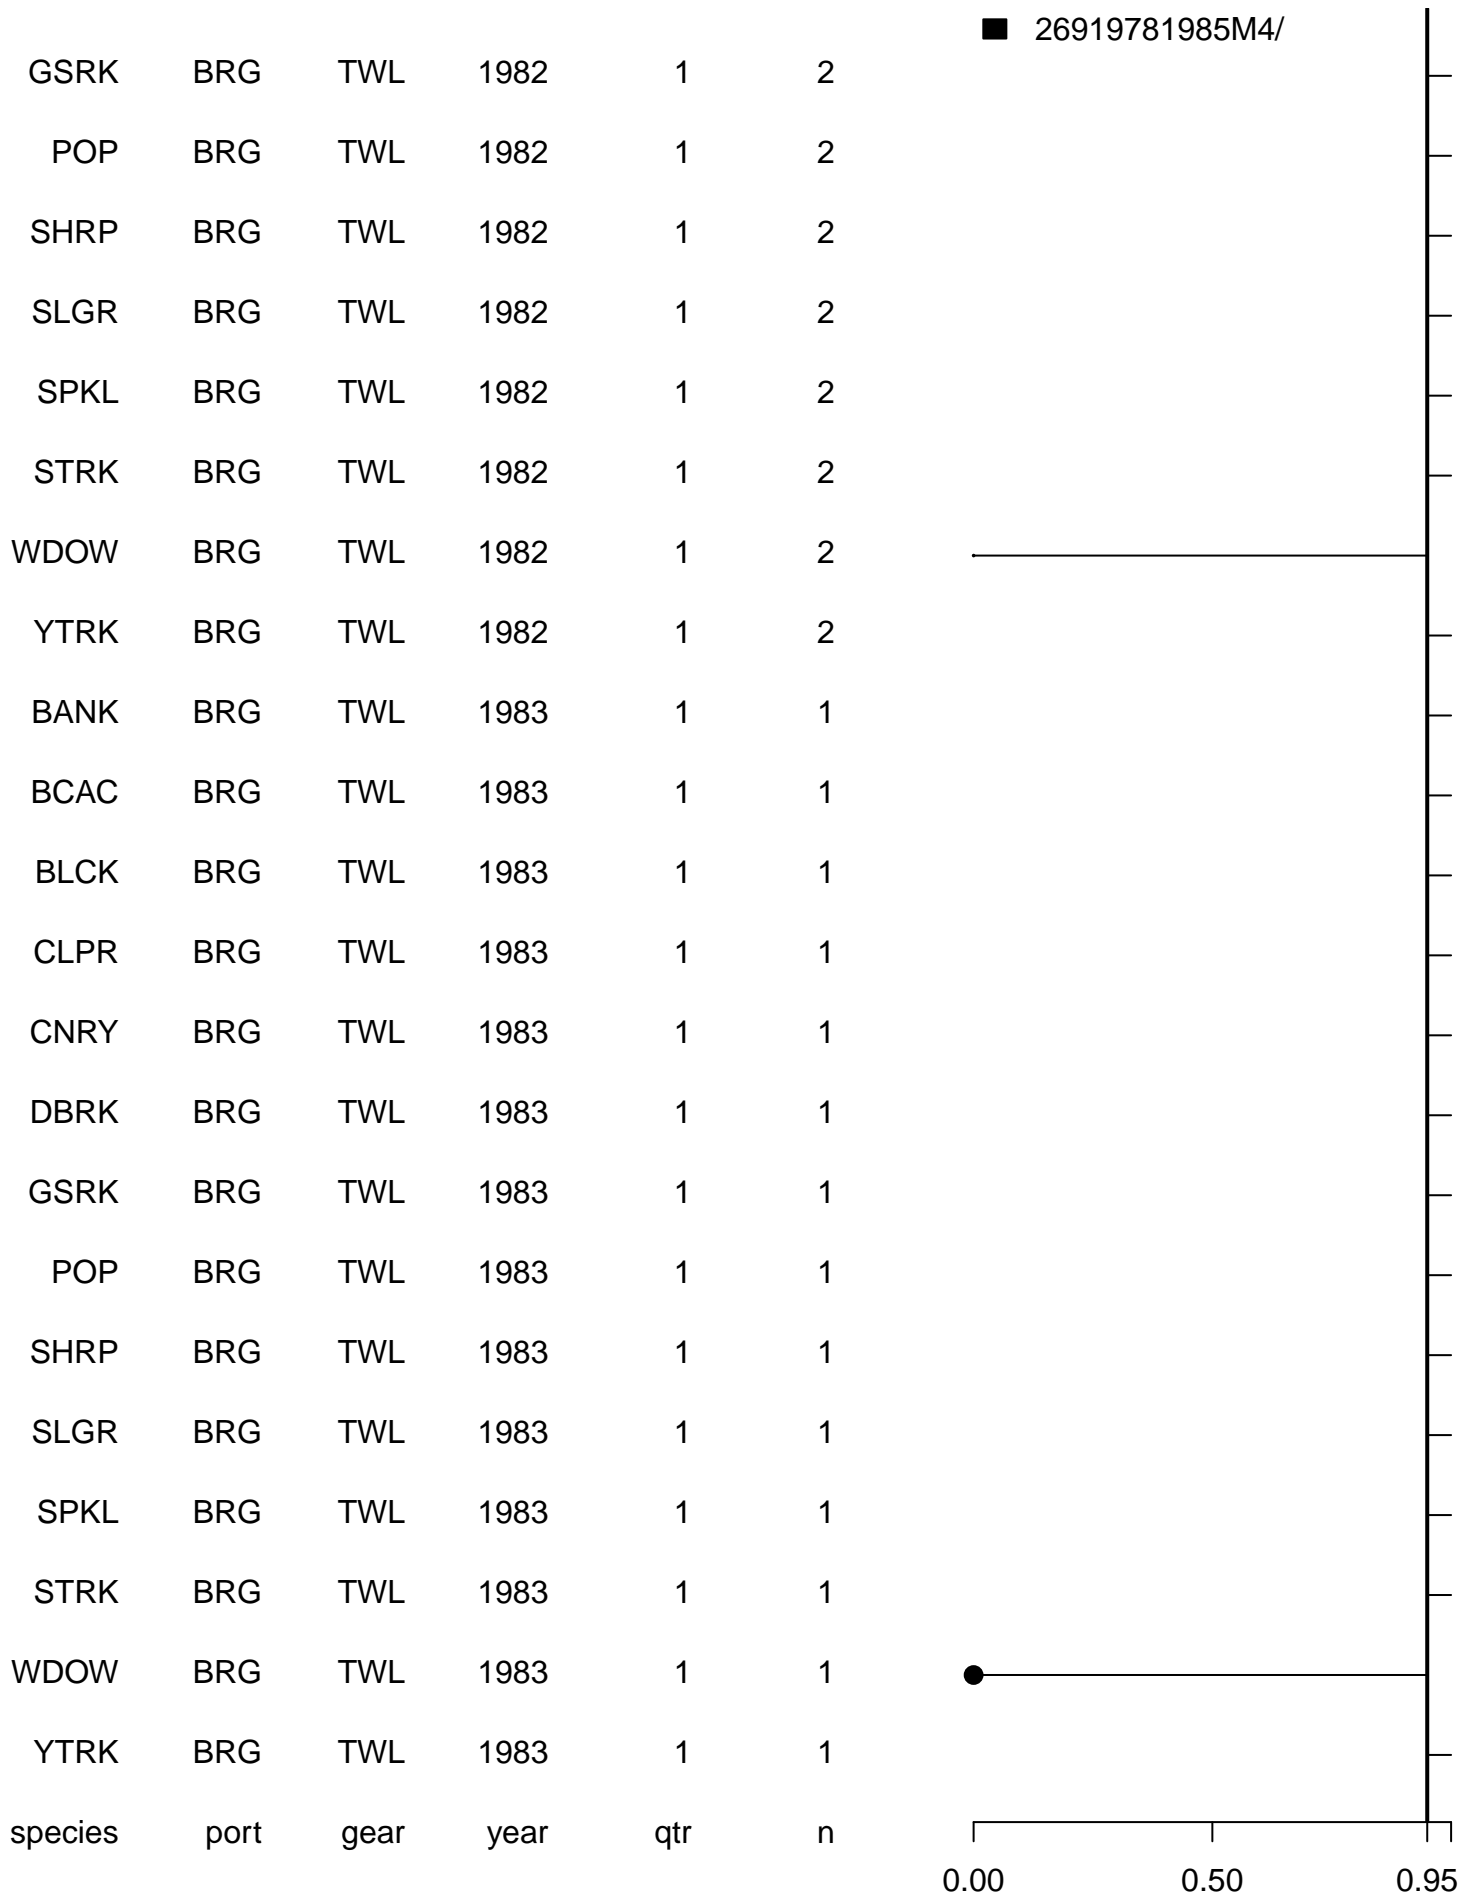 26919781985M4/
GSRK BRG TWL 1982 1 2
POP BRG TWL 1982 1 2
SHRP BRG TWL 1982 1 2
SLGR BRG TWL 1982 1 2
SPKL BRG TWL 1982 1 2
STRK BRG TWL 1982 1 2
WDOW BRG TWL 1982 1 2
YTRK BRG TWL 1982 1 2
BANK BRG TWL 1983 1 1
BCAC BRG TWL 1983 1 1
BLCK BRG TWL 1983 1 1
CLPR BRG TWL 1983 1 1
CNRY BRG TWL 1983 1 1
DBRK BRG TWL 1983 1 1
GSRK BRG TWL 1983 1 1
POP BRG TWL 1983 1 1
SHRP BRG TWL 1983 1 1
SLGR BRG TWL 1983 1 1
SPKL BRG TWL 1983 1 1
STRK BRG TWL 1983 1 1
WDOW BRG TWL 1983 1 1
YTRK BRG TWL 1983 1 1
species port gear year qtr n
0.00 0.50 0.95